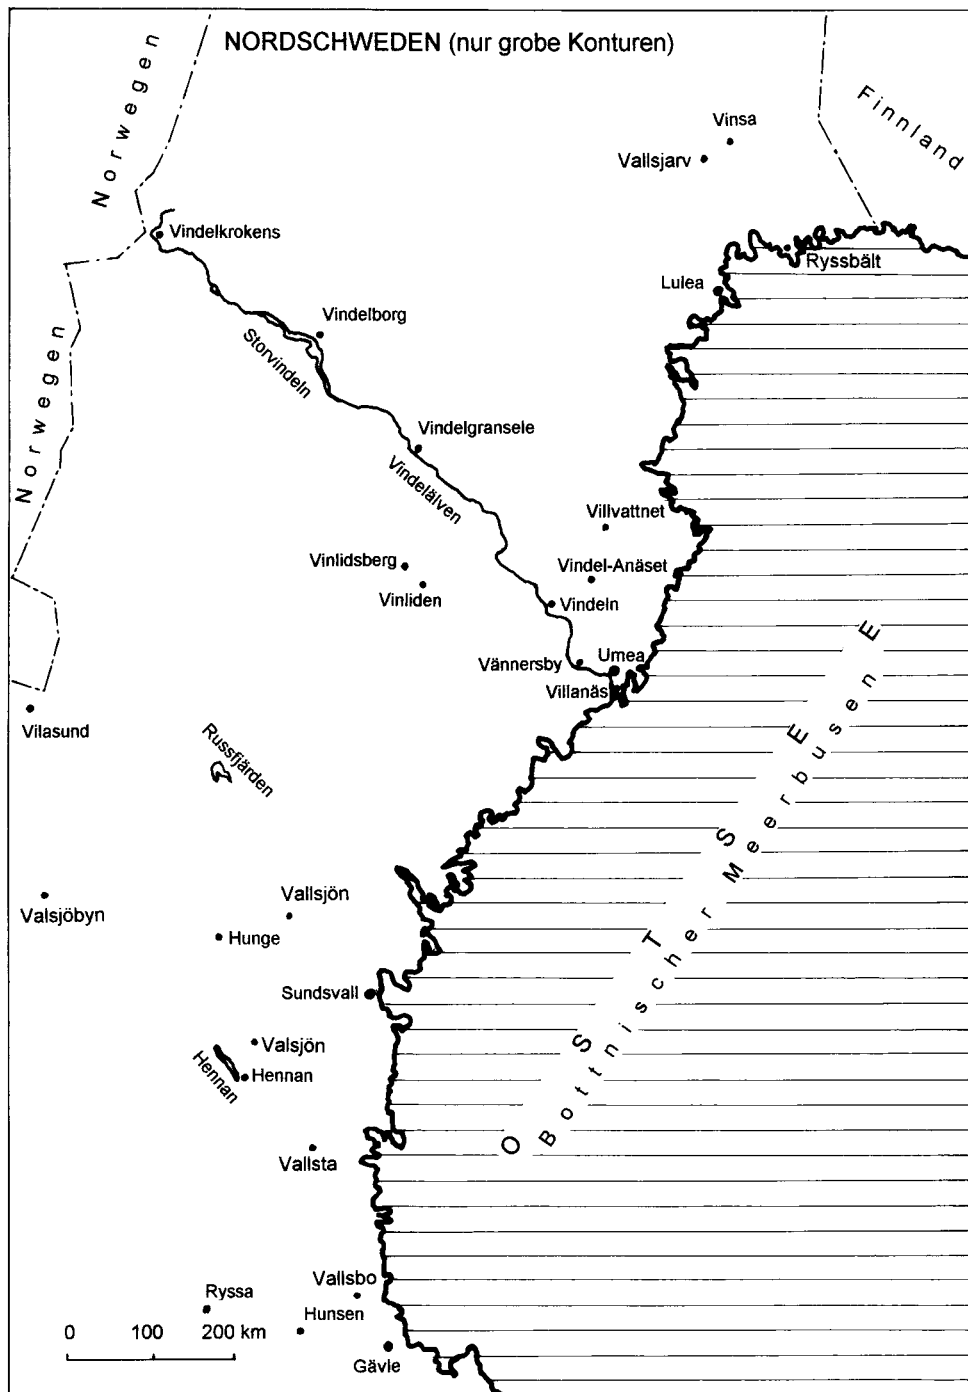 NORDSCHWEDEN (nur grobe Konturen)
Norwegen
Finnland
Vinsa
Vallsjarv
Vindelkrokens
Ryssbält
Lulea
Vindelborg
Storvindeln
Norwegen
Vindelgransele
Vindelälven
Villvattnet
Vinlidsberg
Vindel-Anäset
Vinliden
Vindeln
Umea
Vännersby
Villanäs
Vilasund
Russfjärden
OSTSEE
Bottnischer Meerbusen
Vallsjön
Valsjöbyn
Hunge
Sundsvall
Valsjön
Hennan
Hennan
Vallsta
Vallsbo
Ryssa
Hunsen
0 100 200 km
Gävle